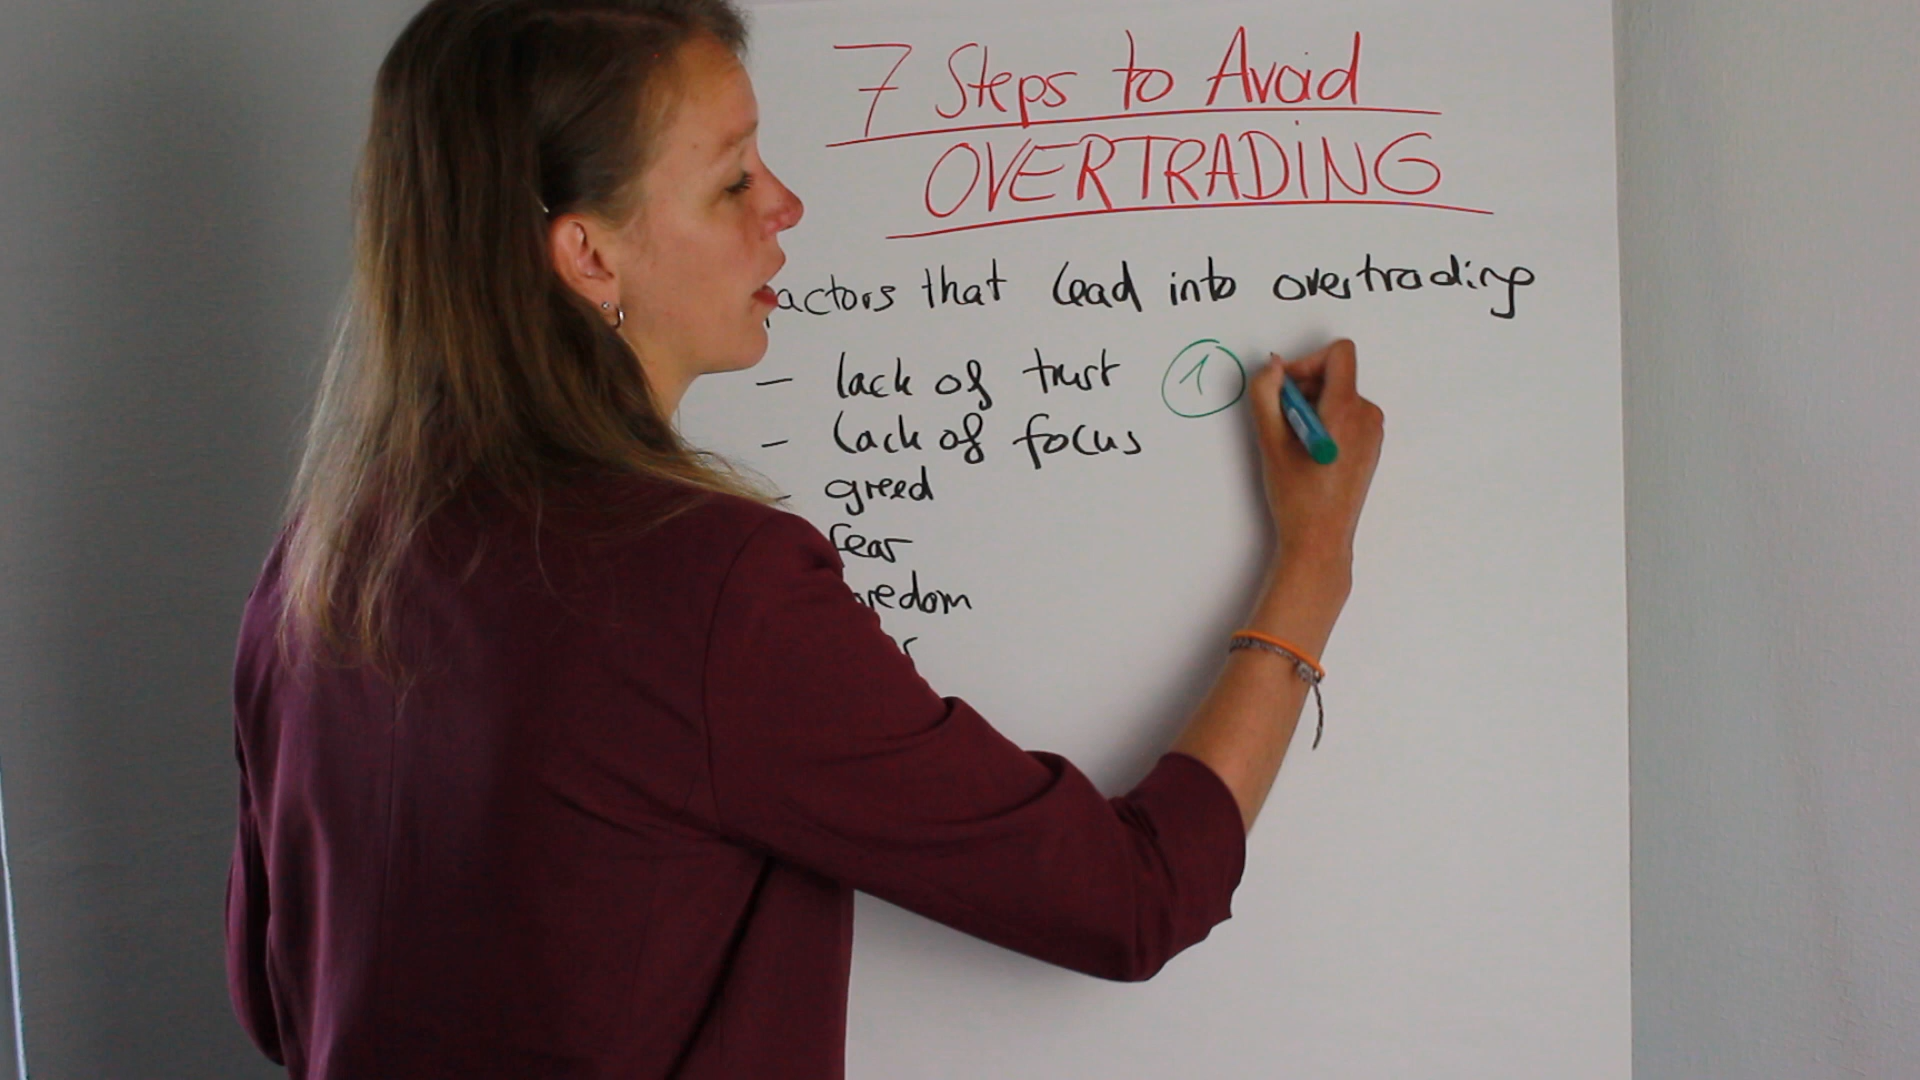 7 Steps to Avoid
OVERTRADING
actors that lead into overtrading
- lack of trust 1
- lack of focus
- greed
fear
oredom